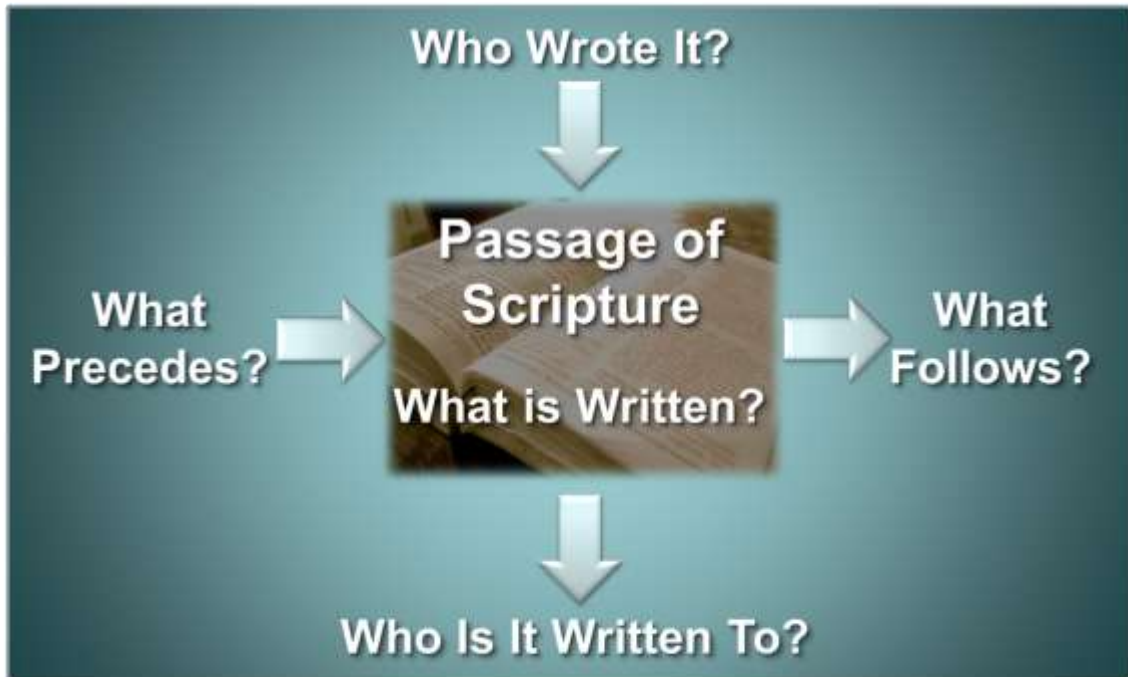 Who Wrote It?
Passage of
Scripture
What is Written?
What
Precedes?
What
Follows?
Who Is It Written To?